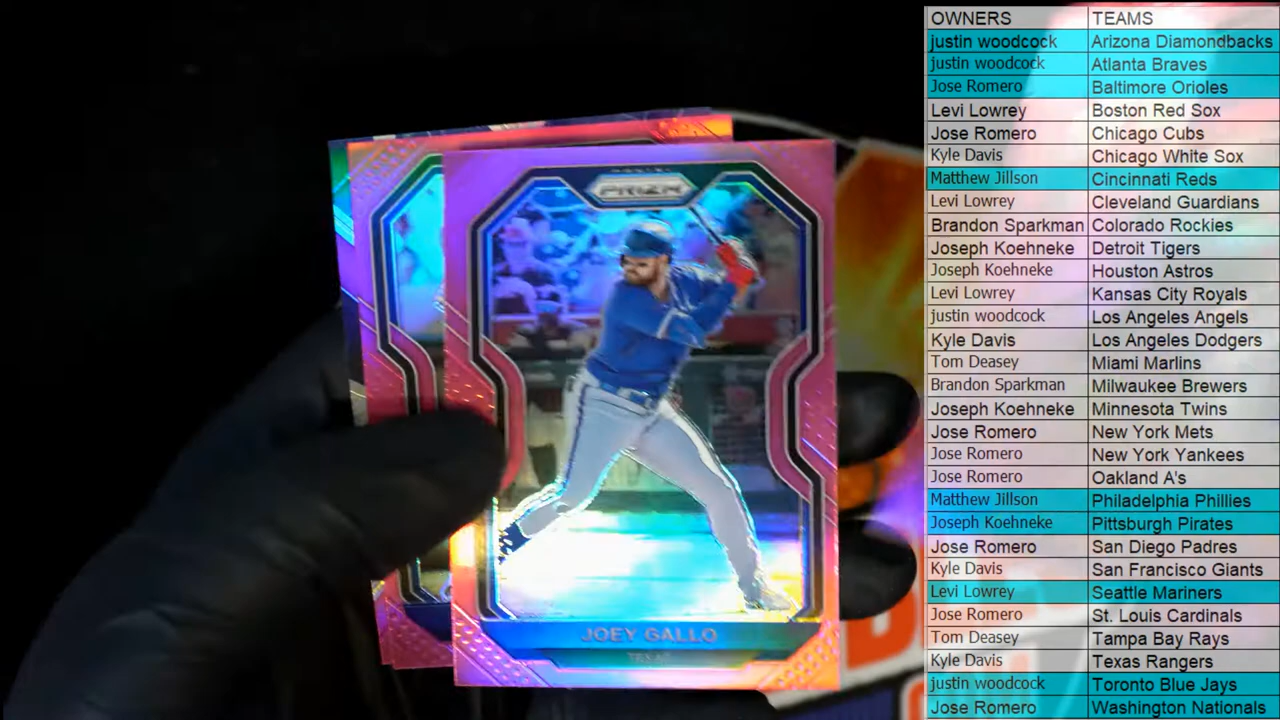 PRIZM
JOEY GALLO
TEXAS
OWNERS TEAMS
justin woodcock Arizona Diamondbacks
justin woodcock Atlanta Braves
Jose Romero Baltimore Orioles
Levi Lowrey Boston Red Sox
Jose Romero Chicago Cubs
Kyle Davis Chicago White Sox
Matthew Jillson Cincinnati Reds
Levi Lowrey Cleveland Guardians
Brandon Sparkman Colorado Rockies
Joseph Koehneke Detroit Tigers
Joseph Koehneke Houston Astros
Levi Lowrey Kansas City Royals
justin woodcock Los Angeles Angels
Kyle Davis Los Angeles Dodgers
Tom Deasey Miami Marlins
Brandon Sparkman Milwaukee Brewers
Joseph Koehneke Minnesota Twins
Jose Romero New York Mets
Jose Romero New York Yankees
Jose Romero Oakland A's
Matthew Jillson Philadelphia Phillies
Joseph Koehneke Pittsburgh Pirates
Jose Romero San Diego Padres
Kyle Davis San Francisco Giants
Levi Lowrey Seattle Mariners
Jose Romero St. Louis Cardinals
Tom Deasey Tampa Bay Rays
Kyle Davis Texas Rangers
justin woodcock Toronto Blue Jays
Jose Romero Washington Nationals